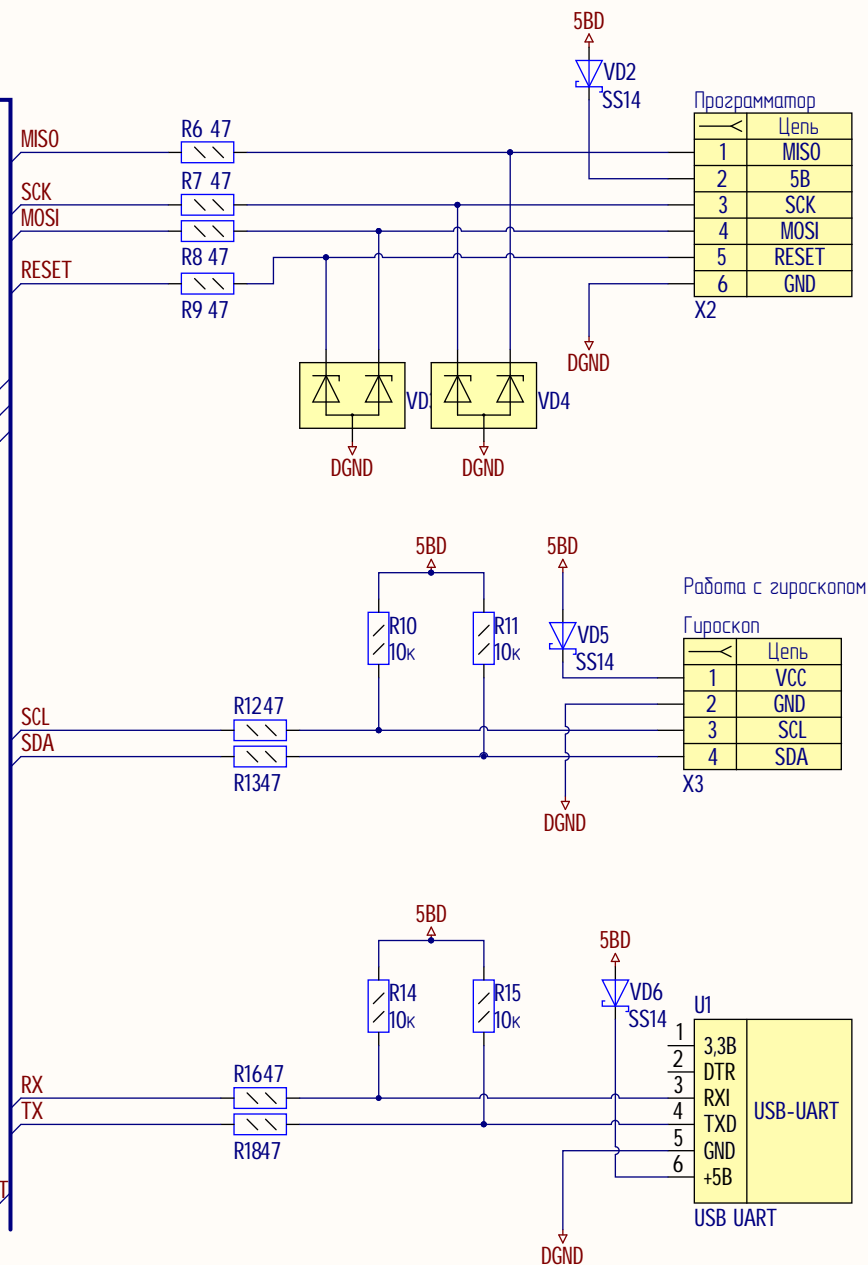 5BD
VD2
SS14
Программатор
Цепь
1 MISO
2 5В
3 SCK
4 MOSI
5 RESET
6 GND
X2
MISO
R6 47
SCK
R7 47
MOSI
R8 47
RESET
R9 47
DGND
VD4
DGND
DGND
5BD
5BD
Работа с гироскопом
R10
10к
R11
10к
VD5
SS14
Гироскоп
Цепь
1 VCC
2 GND
3 SCL
4 SDA
X3
SCL
R1247
SDA
R1347
DGND
5BD
5BD
R14
10к
R15
10к
VD6
SS14
U1
1 3,3В
2 DTR
3 RXI
4 TXD
5 GND
6 +5В
USB-UART
USB UART
RX
R1647
TX
R1847
T
DGND